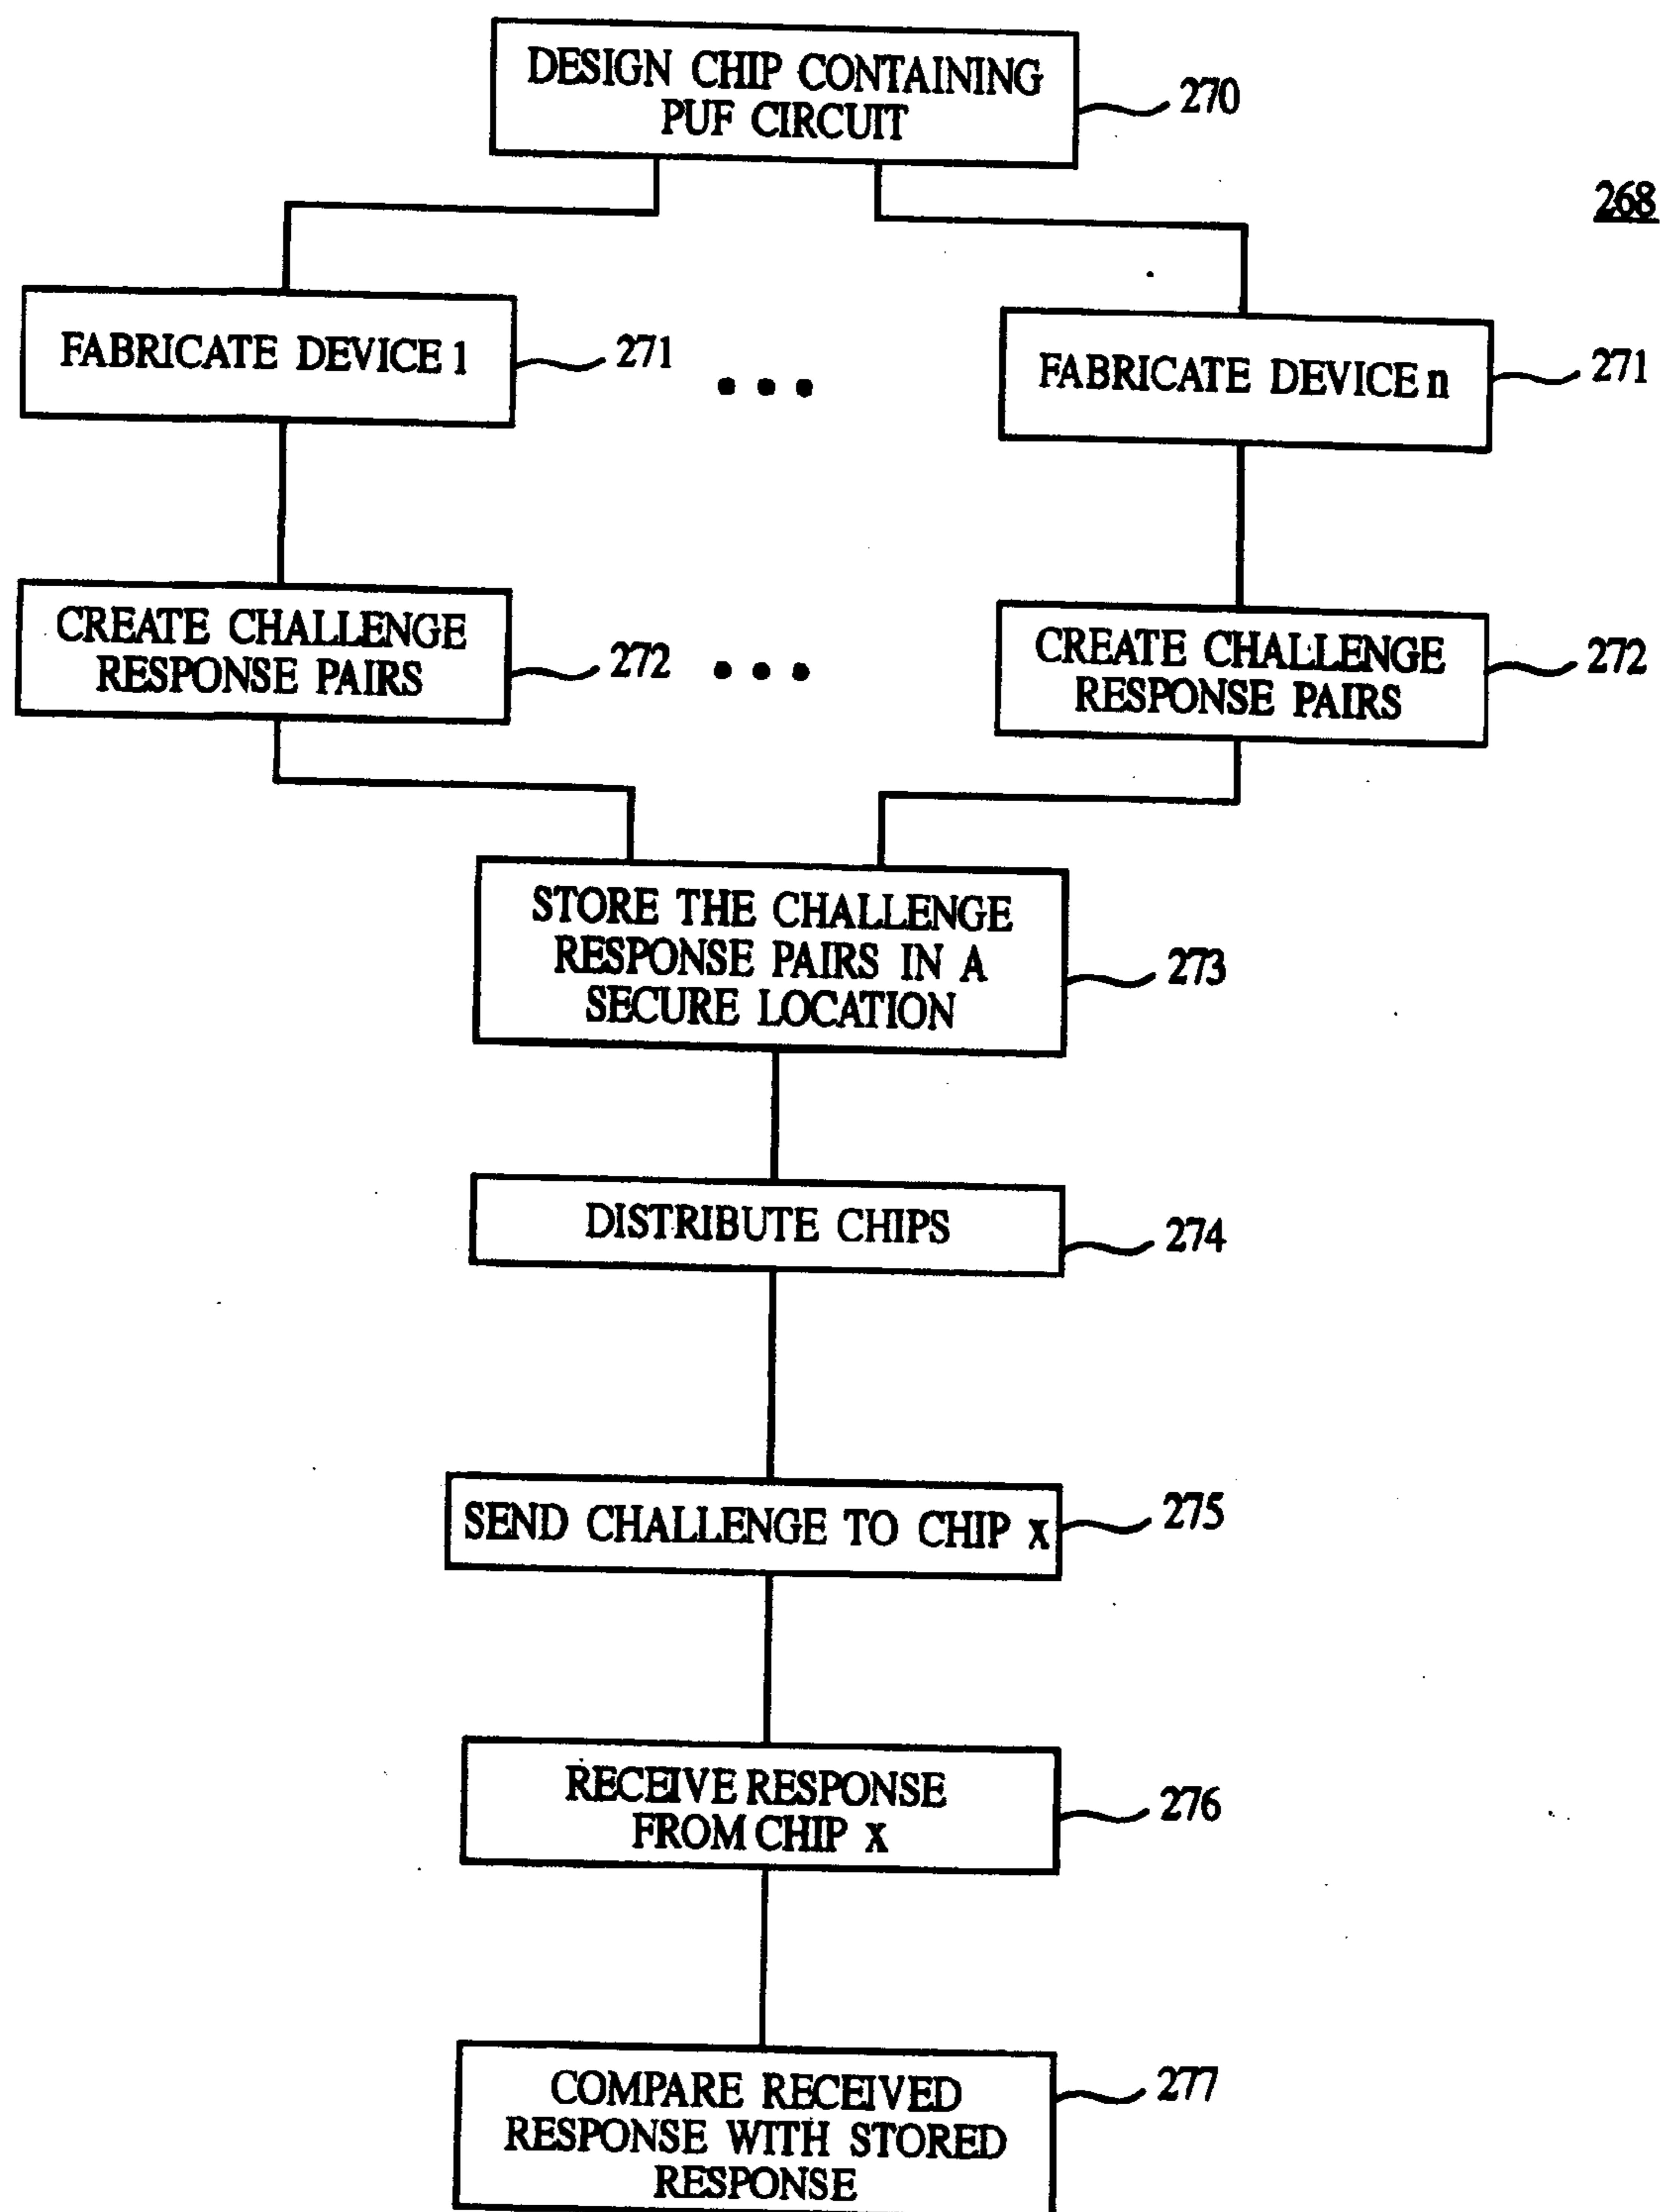 DESIGN CHIP CONTAINING
PUF CIRCUIT
270
268
FABRICATE DEVICE 1
271
FABRICATE DEVICE n
271
CREATE CHALLENGE
RESPONSE PAIRS
272
CREATE CHALLENGE
RESPONSE PAIRS
272
STORE THE CHALLENGE
RESPONSE PAIRS IN A
SECURE LOCATION
273
DISTRIBUTE CHIPS
274
SEND CHALLENGE TO CHIP x
275
RECEIVE RESPONSE
FROM CHIP x
276
COMPARE RECEIVED
RESPONSE WITH STORED
RESPONSE
277